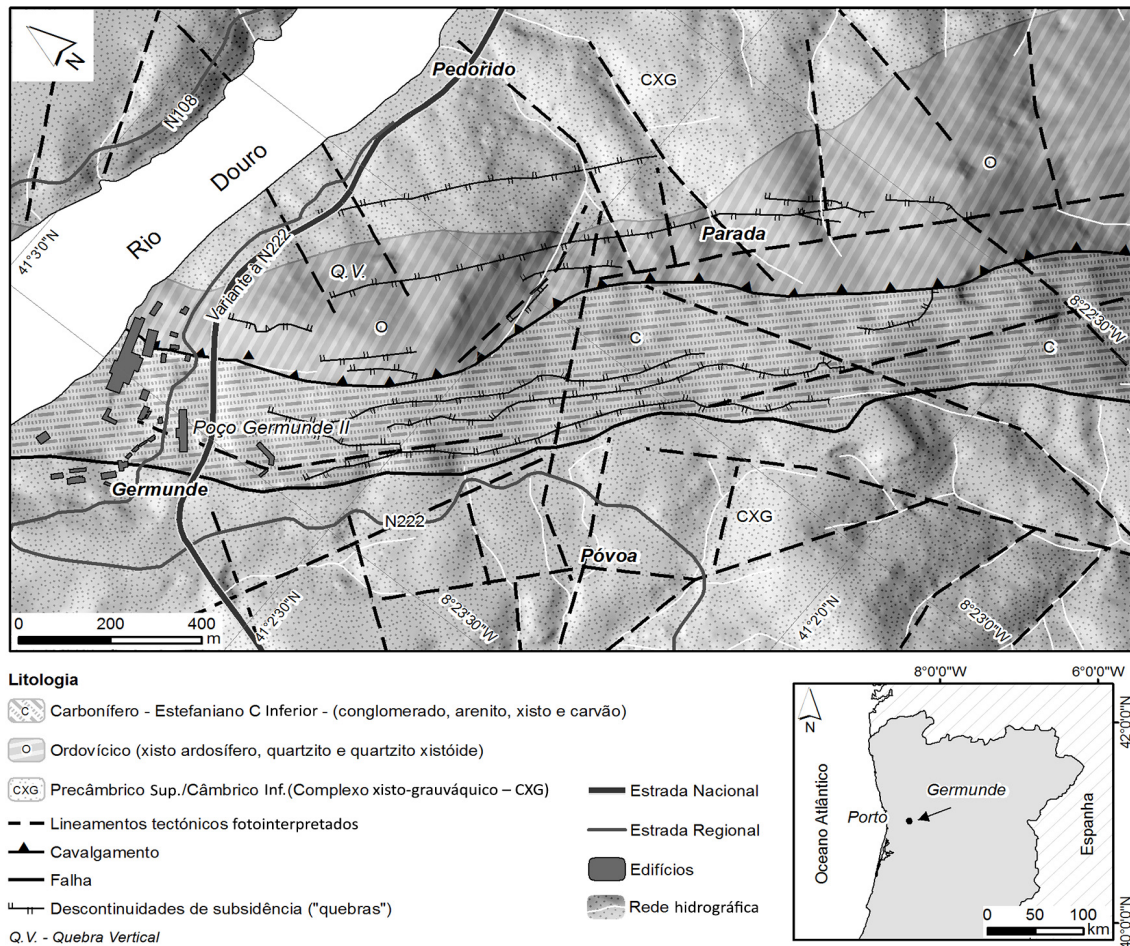 N
N108
Pedorido
CXG
Rio Douro
41°3'0"N
Variante à N222
Q.V.
O
Parada
O
C
8°22'30"W
C
Poço Germunde II
Germunde
N222
CXG
Póvoa
0 200 400
m
41°2'30"N
8°23'30"W
41°2'0"N
8°23'0"W
Litologia
C Carbonífero - Estefaniano C Inferior - (conglomerado, arenito, xisto e carvão)
O Ordovícico (xisto ardosífero, quartzito e quartzito xistóide)
CXG Precâmbrico Sup./Câmbrico Inf.(Complexo xisto-grauváquico – CXG)
Lineamentos tectónicos fotointerpretados
Cavalgamento
Falha
Descontinuidades de subsidência ("quebras")
Q.V. - Quebra Vertical
Estrada Nacional
Estrada Regional
Edifícios
Rede hidrográfica
8°0'0"W 6°0'0"W
N
42°0'0"N
Germunde
Porto
Oceano Atlântico
Espanha
0 50 100
km
40°0'0"N